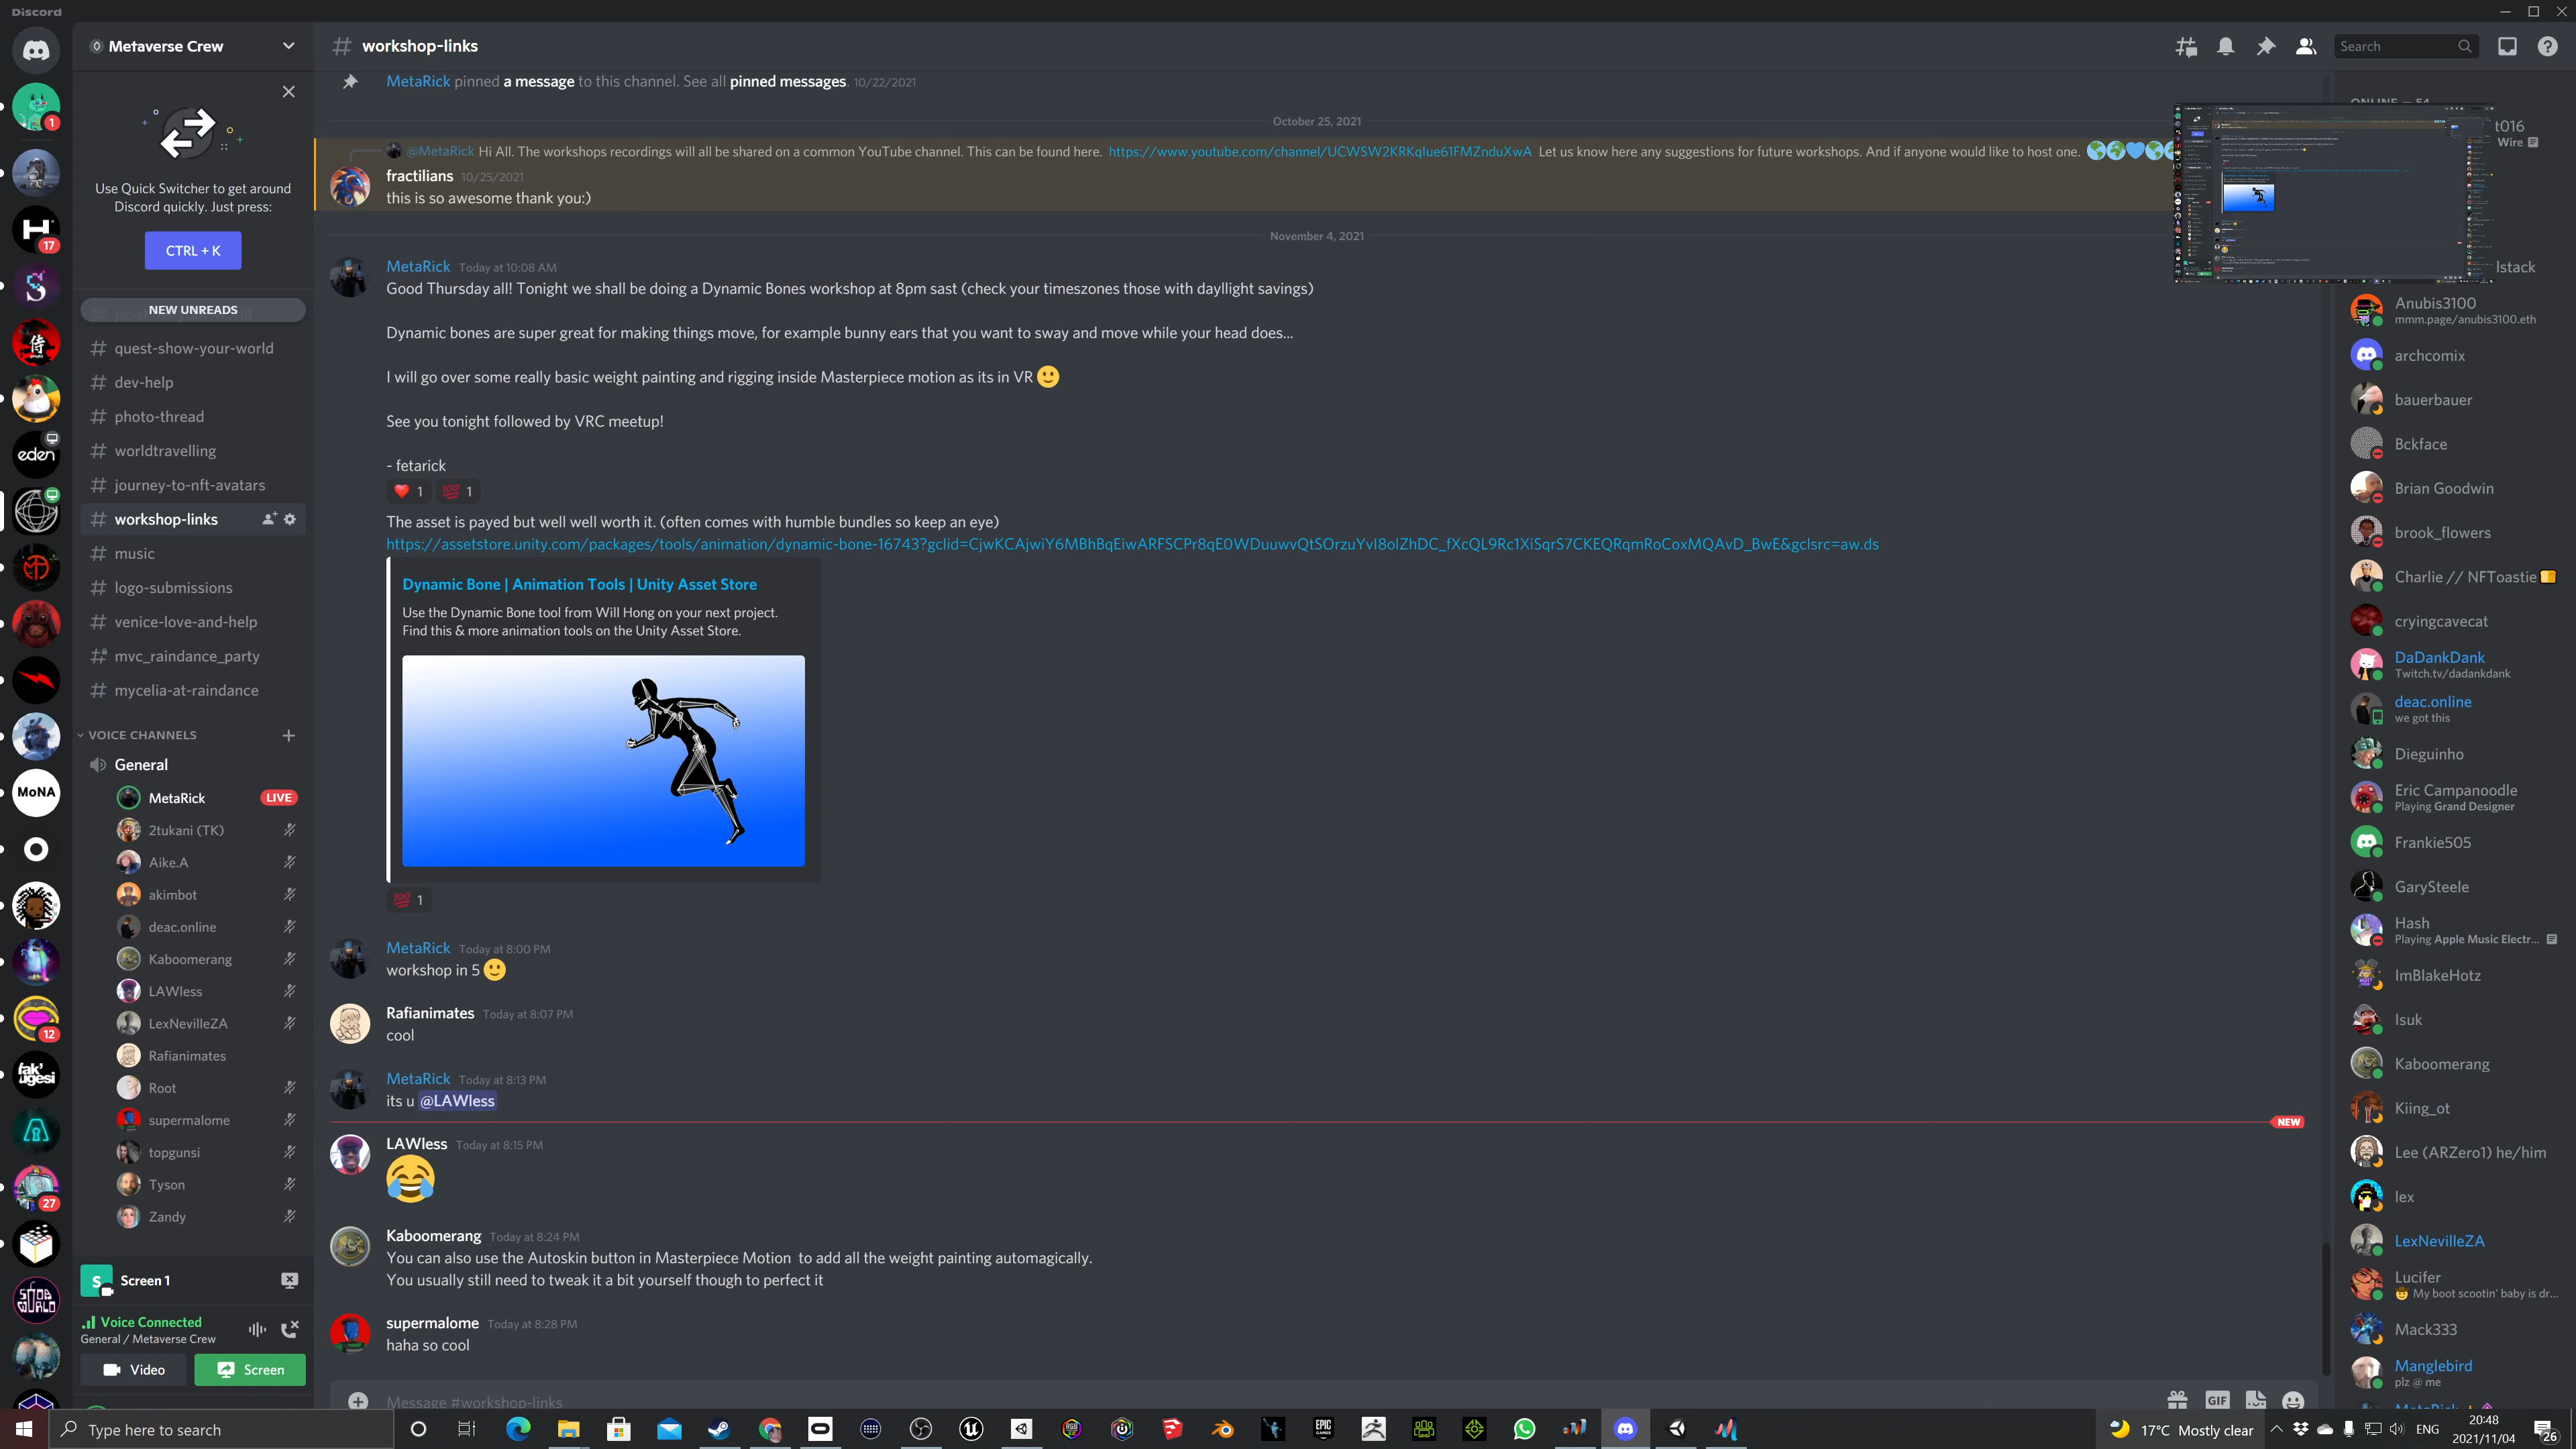 Discord
Metaverse Crew
workshop-links
Search
Use Quick Switcher to get around
Discord quickly. Just press:
CTRL + K
NEW UNREADS
quest-show-your-world
dev-help
photo-thread
worldtravelling
journey-to-nft-avatars
workshop-links
music
logo-submissions
venice-love-and-help
mvc_raindance_party
mycelia-at-raindance
VOICE CHANNELS
General
MetaRick LIVE
2tukani (TK)
Aike.A
akimbot
deac.online
Kaboomerang
LAWless
LexNevilleZA
Rafianimates
Root
supermalome
topgunsi
Tyson
Zandy
S Screen 1
Voice Connected
General / Metaverse Crew
Video Screen
1
17
eden
MoNA
12
fak'ugesi
27
MetaRick pinned a message to this channel. See all pinned messages. 10/22/2021
October 25, 2021
@MetaRick Hi All. The workshops recordings will all be shared on a common YouTube channel. This can be found here. https://www.youtube.com/channel/UCWSW2KRKqIue61FMZnduXwA Let us know here any suggestions for future workshops. And if anyone would like to host one.
fractilians 10/25/2021
this is so awesome thank you:)
November 4, 2021
MetaRick Today at 10:08 AM
Good Thursday all! Tonight we shall be doing a Dynamic Bones workshop at 8pm sast (check your timeszones those with dayllight savings)
Dynamic bones are super great for making things move, for example bunny ears that you want to sway and move while your head does...
I will go over some really basic weight painting and rigging inside Masterpiece motion as its in VR 🙂
See you tonight followed by VRC meetup!
- fetarick
❤️ 1 💯 1
The asset is payed but well well worth it. (often comes with humble bundles so keep an eye)
https://assetstore.unity.com/packages/tools/animation/dynamic-bone-16743?gclid=CjwKCAjwiY6MBhBqEiwARFSCPr8qE0WDuuwvQtSOrzuYvI8olZhDC_fXcQL9Rc1XiSqrS7CKEQRqmRoCoxMQAvD_BwE&gclsrc=aw.ds
Dynamic Bone | Animation Tools | Unity Asset Store
Use the Dynamic Bone tool from Will Hong on your next project.
Find this & more animation tools on the Unity Asset Store.
💯 1
MetaRick Today at 8:00 PM
workshop in 5 🙂
Rafianimates Today at 8:07 PM
cool
MetaRick Today at 8:13 PM
its u @LAWless
NEW
LAWless Today at 8:15 PM
😂
Kaboomerang Today at 8:24 PM
You can also use the Autoskin button in Masterpiece Motion to add all the weight painting automagically.
You usually still need to tweak it a bit yourself though to perfect it
supermalome Today at 8:28 PM
haha so cool
Message #workshop-links
GIF
t016
Wire
lstack
Anubis3100
mmm.page/anubis3100.eth
archcomix
bauerbauer
Bckface
Brian Goodwin
brook_flowers
Charlie // NFToastie
cryingcavecat
DaDankDank
Twitch.tv/dadankdank
deac.online
we got this
Dieguinho
Eric Campanoodle
Playing Grand Designer
Frankie505
GarySteele
Hash
Playing Apple Music Electr...
ImBlakeHotz
Isuk
Kaboomerang
Kiing_ot
Lee (ARZero1) he/him
lex
LexNevilleZA
Lucifer
🤠 My boot scootin' baby is dr...
Mack333
Manglebird
plz @ me
Type here to search
EPIC GAMES
17°C Mostly clear
ENG
20:48
2021/11/04
26